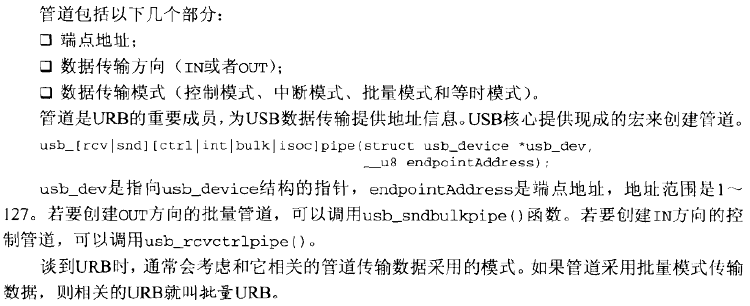 管道包括以下几个部分：
❑ 端点地址；
❑ 数据传输方向（IN或者OUT）；
❑ 数据传输模式（控制模式、中断模式、批量模式和等时模式）。
管道是URB的重要成员，为USB数据传输提供地址信息。USB核心提供现成的宏来创建管道。
usb_[rcv|snd][ctrl|int|bulk|isoc]pipe(struct usb_device *usb_dev,
__u8 endpointAddress);
usb_dev是指向usb_device结构的指针，endpointAddress是端点地址，地址范围是1～
127。若要创建OUT方向的批量管道，可以调用usb_sndbulkpipe()函数。若要创建IN方向的控
制管道，可以调用usb_rcvctrlpipe()。
谈到URB时，通常会考虑和它相关的管道传输数据采用的模式。如果管道采用批量模式传输
数据，则相关的URB就叫批量URB。